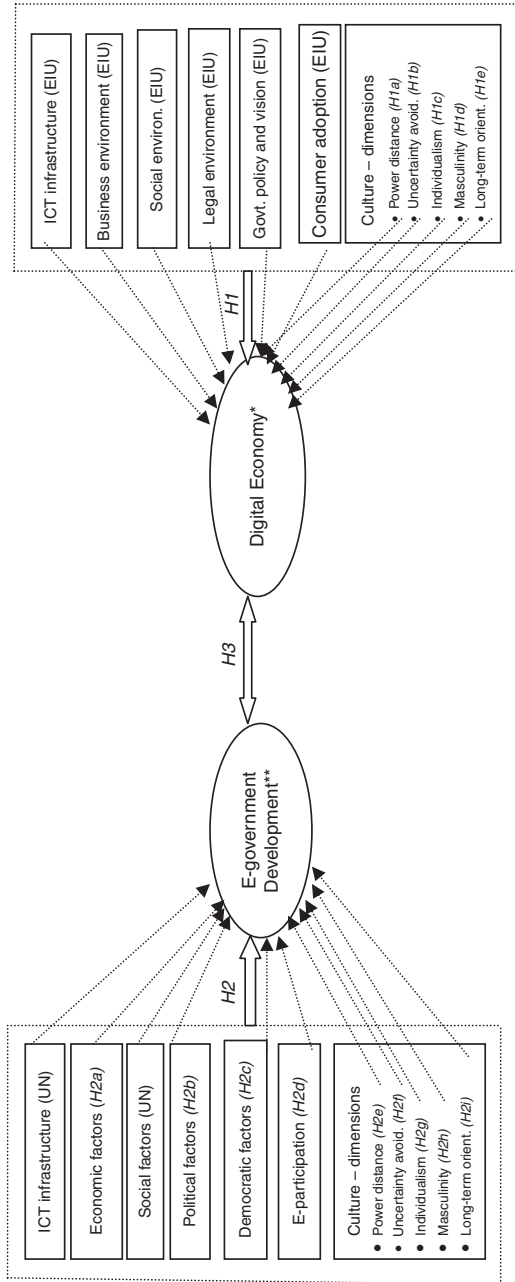 ICT infrastructure (UN)
Economic factors (H2a)
Social factors (UN)
Political factors (H2b)
Democratic factors (H2c)
E-participation (H2d)
Culture – dimensions
• Power distance (H2e)
• Uncertainty avoid. (H2f)
• Individualism (H2g)
• Masculinity (H2h)
• Long-term orient. (H2i)
H2
E-government
Development**
H3
Digital Economy*
H1
ICT infrastructure (EIU)
Business environment (EIU)
Social environ. (EIU)
Legal environment (EIU)
Govt. policy and vision (EIU)
Consumer adoption (EIU)
Culture – dimensions
• Power distance (H1a)
• Uncertainty avoid. (H1b)
• Individualism (H1c)
• Masculinity (H1d)
• Long-term orient. (H1e)